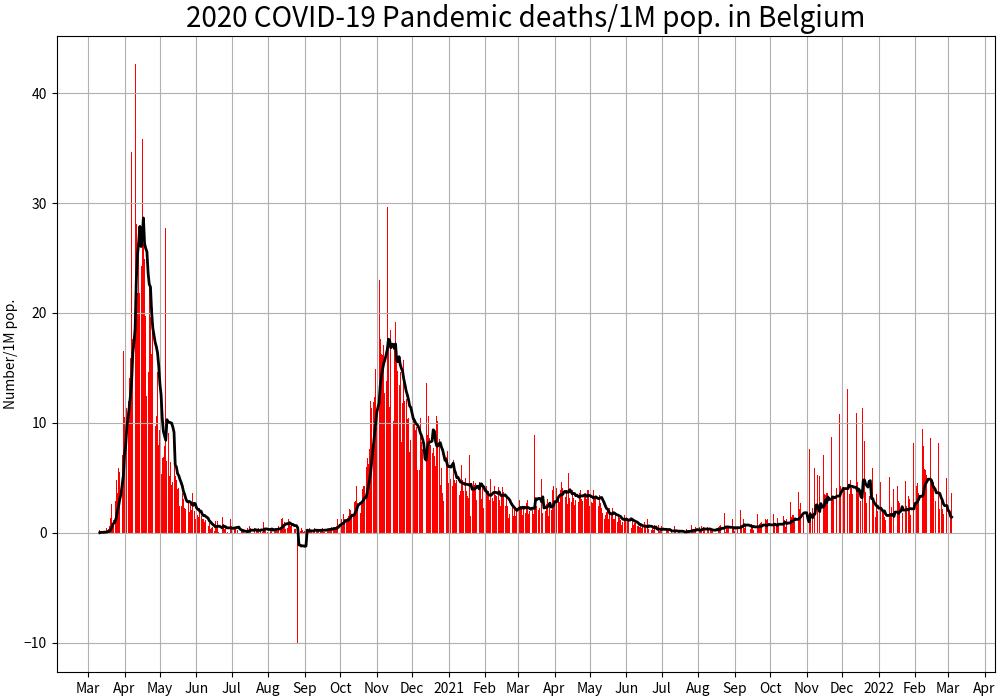 2020 COVID-19 Pandemic deaths/1M pop. in Belgium
Number/1M pop.
40
30
20
10
0
−10
Mar Apr May Jun Jul Aug Sep Oct Nov Dec 2021 Feb Mar Apr May Jun Jul Aug Sep Oct Nov Dec 2022 Feb Mar Apr